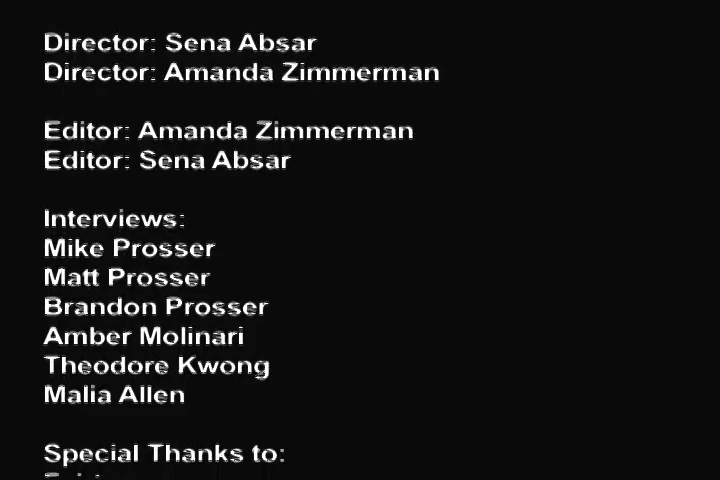 Director: Sena Absar
Director: Amanda Zimmerman
Editor: Amanda Zimmerman
Editor: Sena Absar
Interviews:
Mike Prosser
Matt Prosser
Brandon Prosser
Amber Molinari
Theodore Kwong
Malia Allen
Special Thanks to: